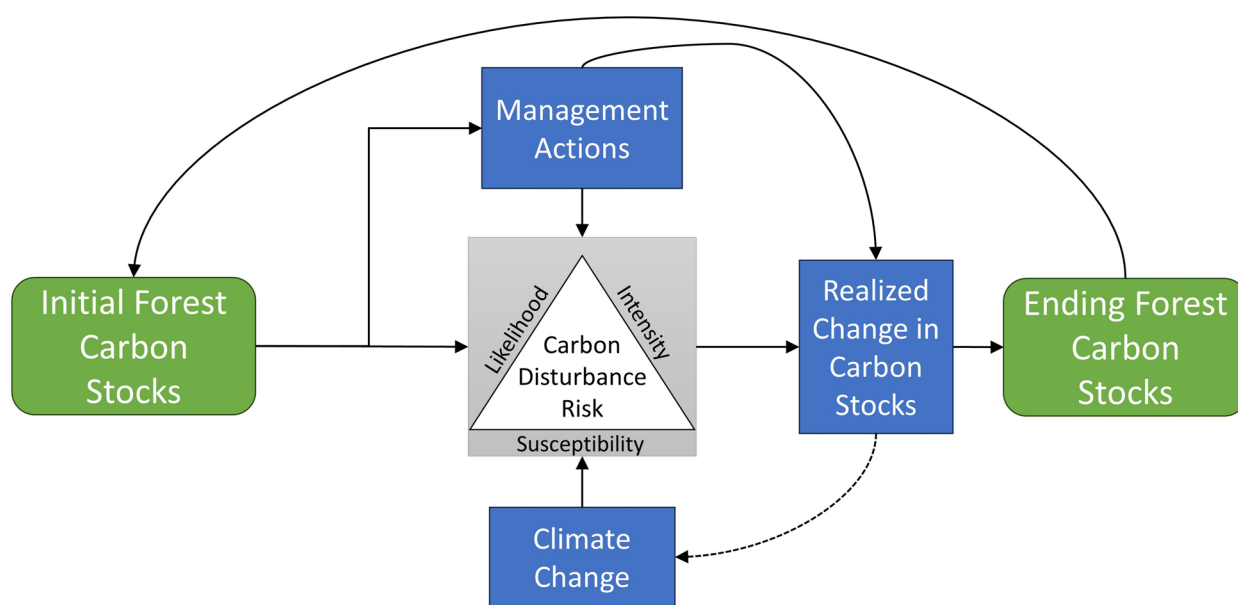 Management
Actions
Initial Forest
Carbon
Stocks
Likelihood
Intensity
Carbon
Disturbance
Risk
Susceptibility
Realized
Change in
Carbon
Stocks
Ending Forest
Carbon
Stocks
Climate
Change